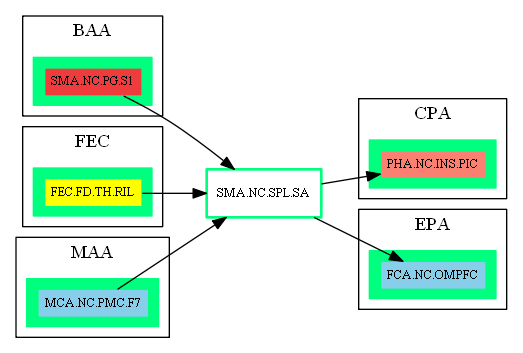 BAA
SMA.NC.PG.S1
FEC
FEC.FD.TH.RIL
MAA
MCA.NC.PMC.F7
SMA.NC.SPL.SA
CPA
PHA.NC.INS.PIC
EPA
FCA.NC.OMPFC